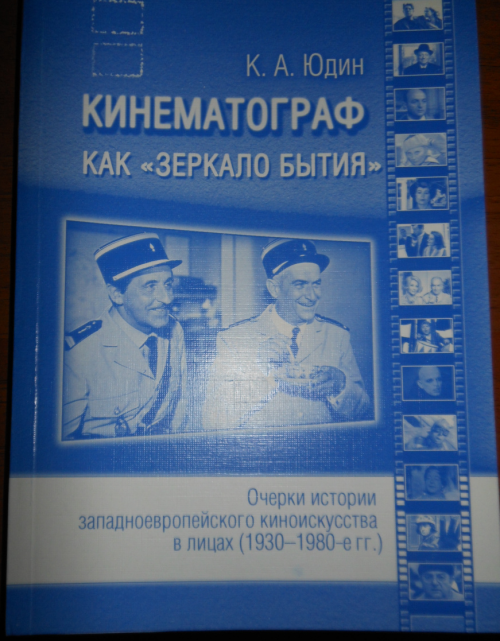 К. А. Юдин
КИНЕМАТОГРАФ
КАК «ЗЕРКАЛО БЫТИЯ»
Очерки истории
западноевропейского киноискусства
в лицах (1930–1980-е гг.)